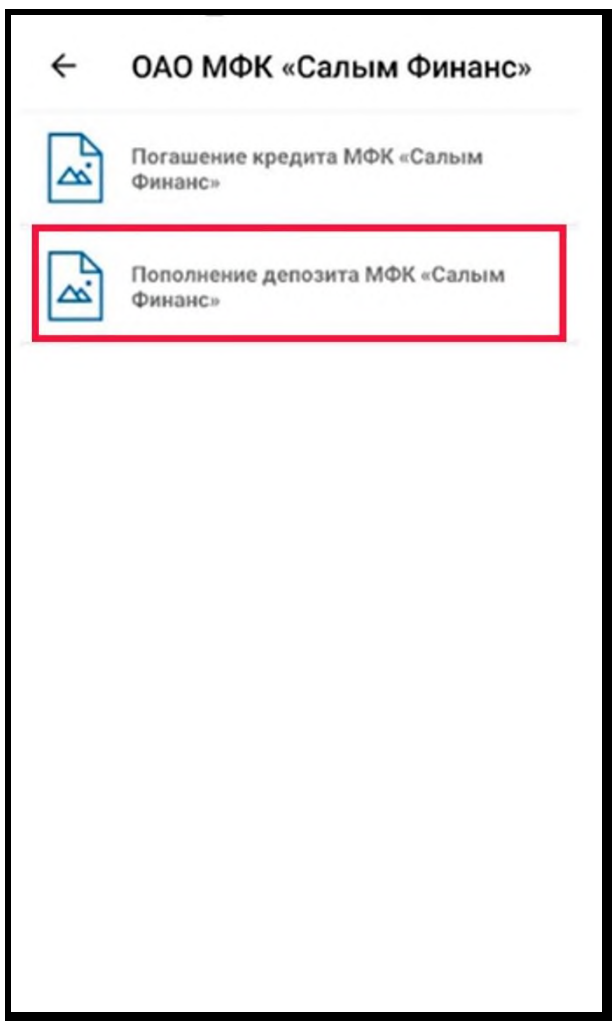 ОАО МФК «Салым Финанс»
Погашение кредита МФК «Салым
Финанс»
Пополнение депозита МФК «Салым
Финанс»